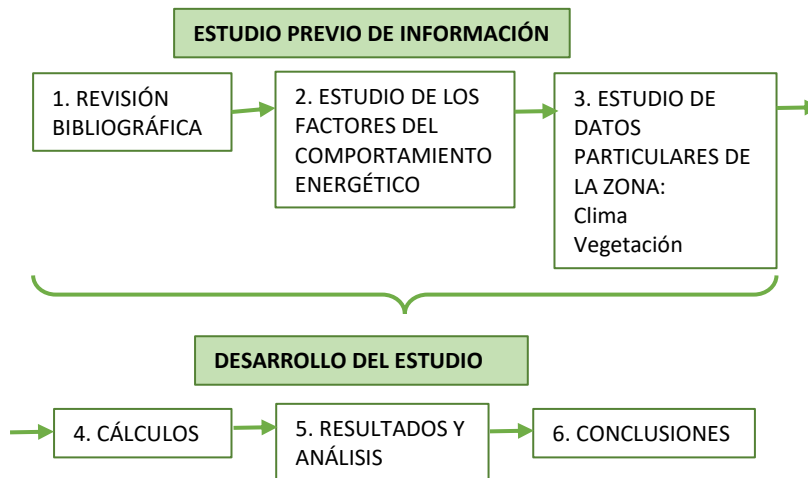 ESTUDIO PREVIO DE INFORMACIÓN
1. REVISIÓN
BIBLIOGRÁFICA
2. ESTUDIO DE LOS
FACTORES DEL
COMPORTAMIENTO
ENERGÉTICO
3. ESTUDIO DE
DATOS
PARTICULARES DE
LA ZONA:
Clima
Vegetación
DESARROLLO DEL ESTUDIO
4. CÁLCULOS
5. RESULTADOS Y
ANÁLISIS
6. CONCLUSIONES